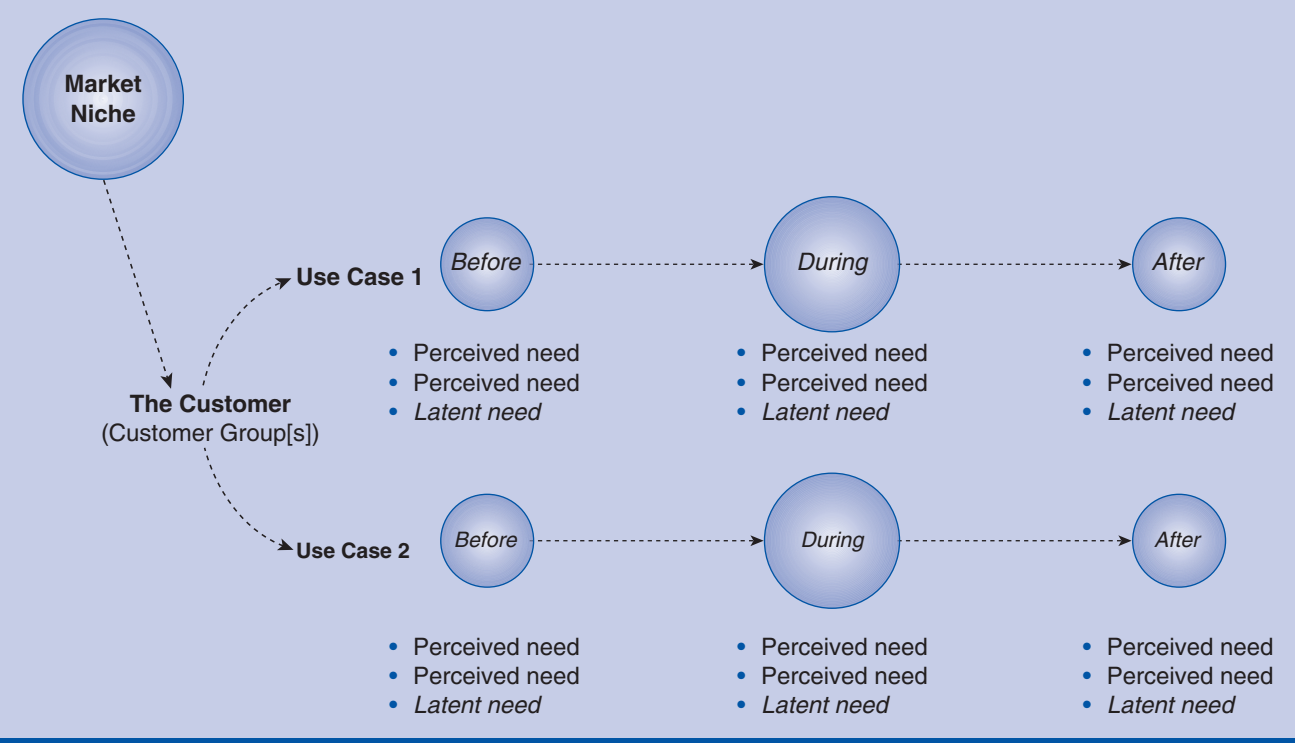 Market
Niche
Use Case 1
Before
During
After
• Perceived need
• Perceived need
• Latent need
• Perceived need
• Perceived need
• Latent need
• Perceived need
• Perceived need
• Latent need
The Customer
(Customer Group[s])
Use Case 2
Before
During
After
• Perceived need
• Perceived need
• Latent need
• Perceived need
• Perceived need
• Latent need
• Perceived need
• Perceived need
• Latent need